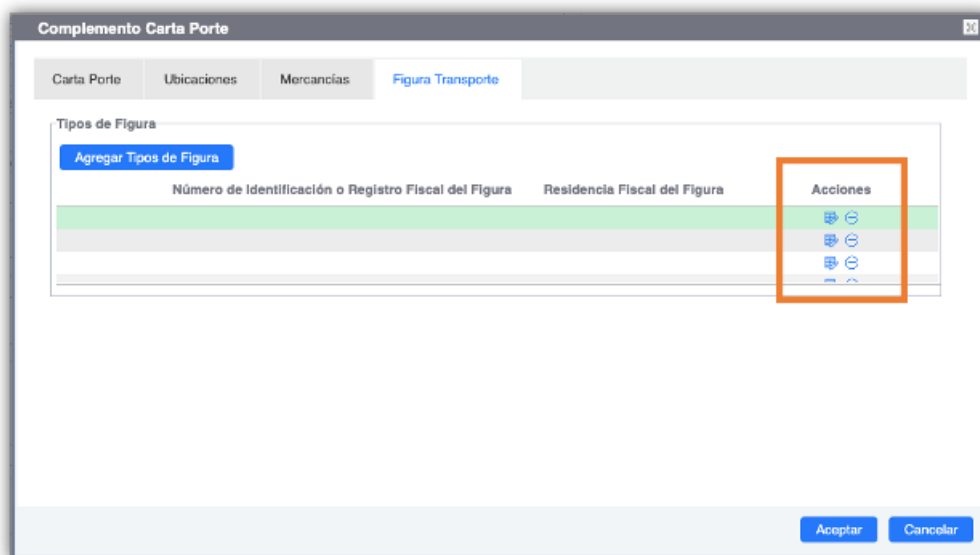 Complemento Carta Porte
Carta Porte Ubicaciones Mercancías Figura Transporte
Tipos de Figura
Agregar Tipos de Figura
Número de Identificación o Registro Fiscal del Figura Residencia Fiscal del Figura Acciones
Aceptar Cancelar